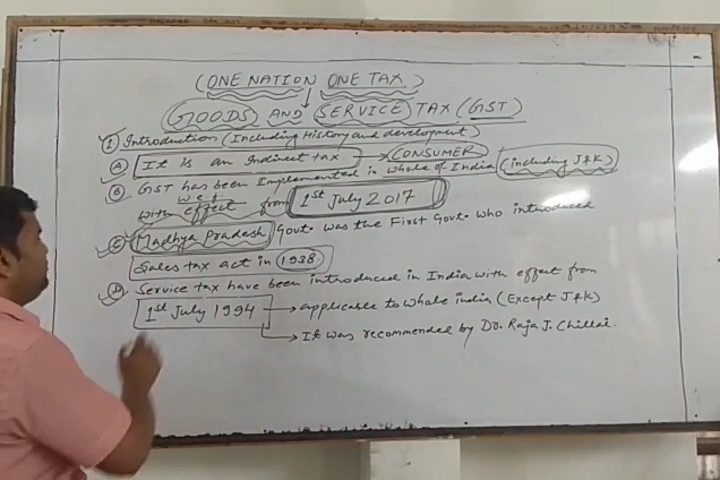 (ONE NATION ONE TAX)
GOODS AND SERVICE TAX (GST)
① Introduction (Including History and development)
Ⓐ It is an Indirect tax. → CONSUMER
Ⓑ GST has been Implemented in whole of India (including J&K)
w e f
with effect from 1st July 2017
Ⓒ Madhya Pradesh Govt. was the First Govt. who introduced
Sales tax act in 1938.
Ⓓ Service tax have been introduced in India with effect from
1st July 1994 → applicable to whole india (Except J&K)
→ It was recommended by Dr. Raja J. Chillai.